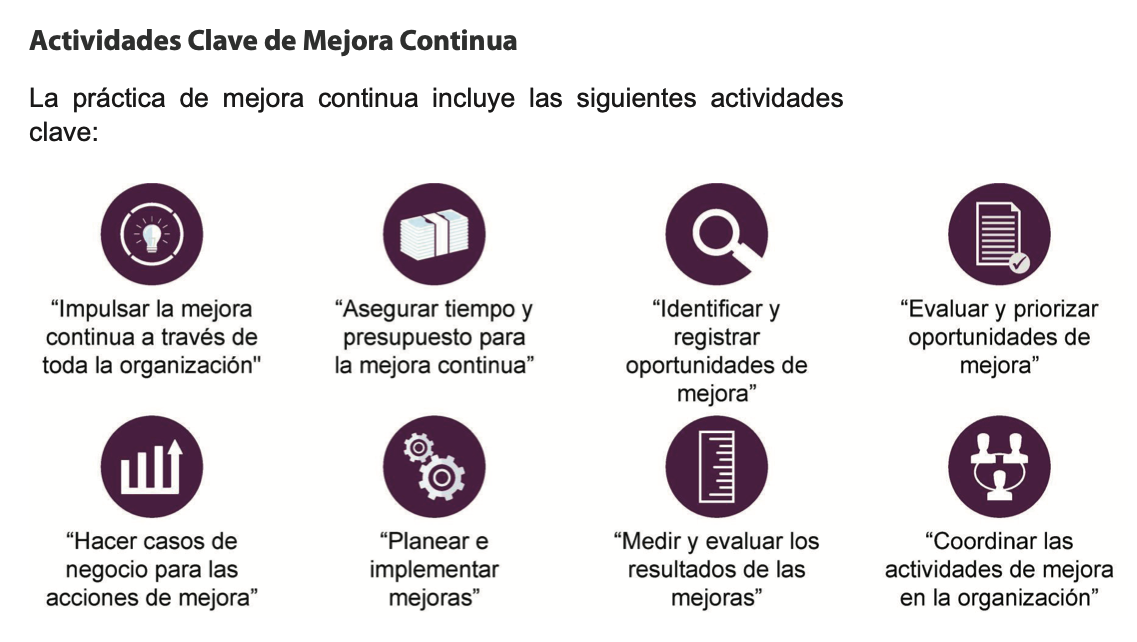 Actividades Clave de Mejora Continua
La práctica de mejora continua incluye las siguientes actividades
clave:
“Impulsar la mejora
continua a través de
toda la organización"
“Asegurar tiempo y
presupuesto para
la mejora continua”
“Identificar y
registrar
oportunidades de
mejora”
“Evaluar y priorizar
oportunidades de
mejora”
“Hacer casos de
negocio para las
acciones de mejora”
“Planear e
implementar
mejoras”
“Medir y evaluar los
resultados de las
mejoras”
“Coordinar las
actividades de mejora
en la organización”